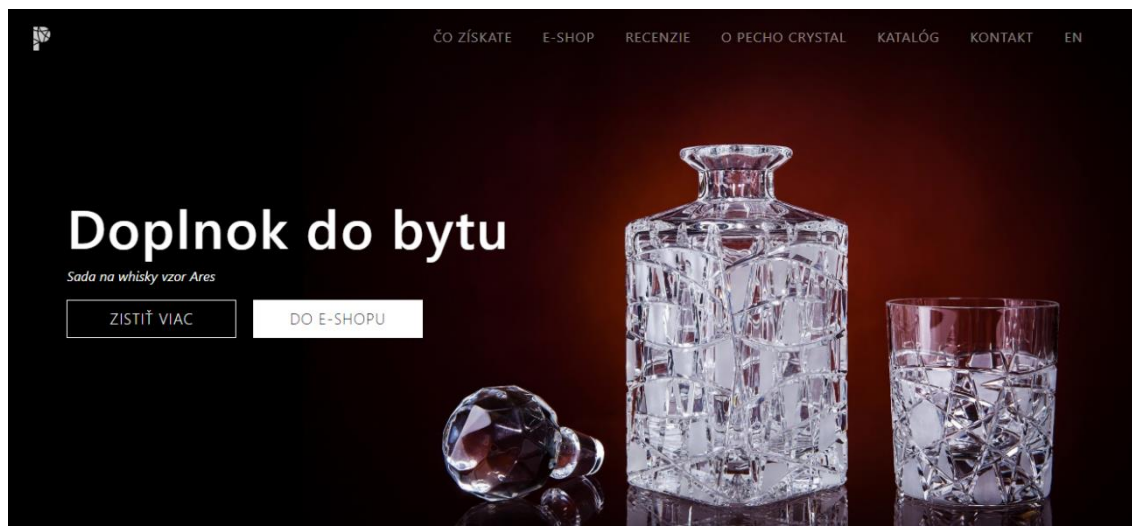 ČO ZÍSKATE E-SHOP RECENZIE O PECHO CRYSTAL KATALÓG KONTAKT EN
Doplnok do bytu
Sada na whisky vzor Ares
ZISTIŤ VIAC DO E-SHOPU